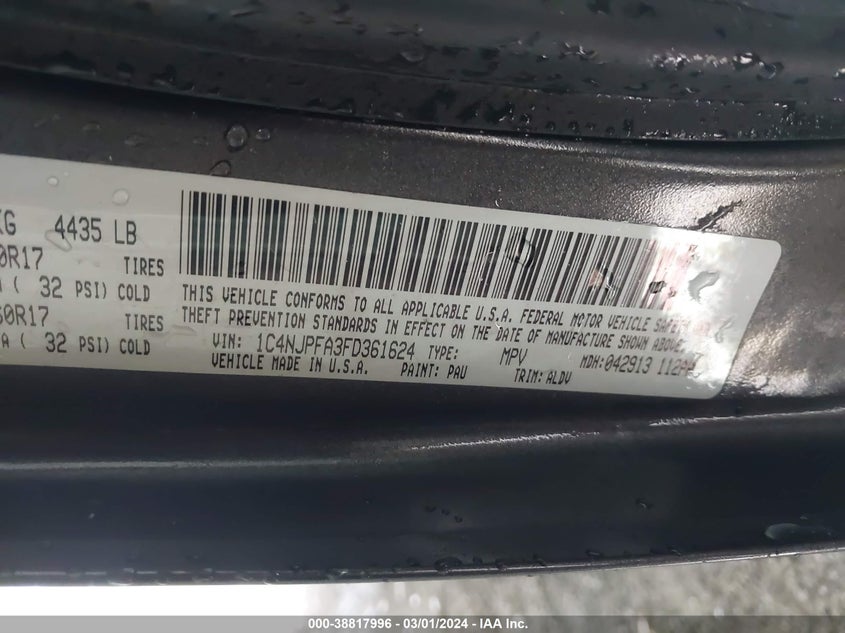 KG 4435 LB
0R17 TIRES
( 32 PSI) COLD
60R17 TIRES
A ( 32 PSI) COLD
THIS VEHICLE CONFORMS TO ALL APPLICABLE U.S.A. FEDERAL MOTOR VEHICLE
THEFT PREVENTION STANDARDS IN EFFECT ON THE DATE OF MANUFACTURE SHOWN ABOVE
VIN: 1C4NJPFA3FD361624 TYPE: MPV MDH:042913 112A
VEHICLE MADE IN U.S.A. PAINT: PAU TRIM: ALDV
000-38817996 - 03/01/2024 - IAA Inc.